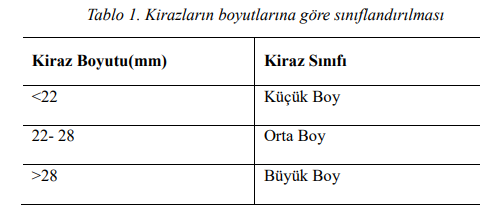 Tablo 1. Kirazların boyutlarına göre sınıflandırılması
Kiraz Boyutu(mm) Kiraz Sınıfı
<22 Küçük Boy
22- 28 Orta Boy
>28 Büyük Boy